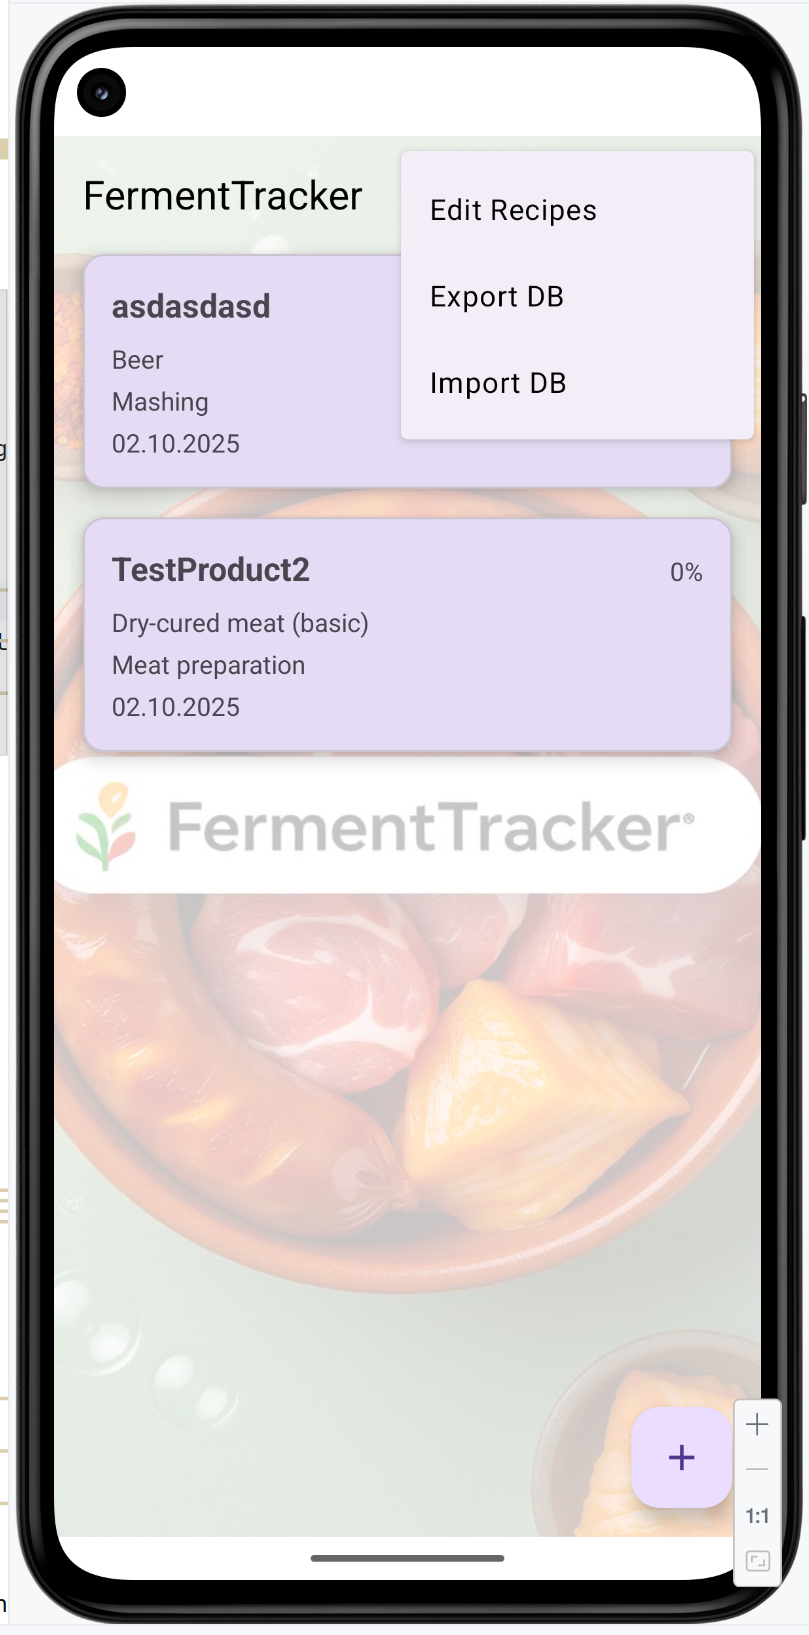 FermentTracker
Edit Recipes
Export DB
Import DB
asdasdasd
Beer
Mashing
02.10.2025
TestProduct2
0%
Dry-cured meat (basic)
Meat preparation
02.10.2025
FermentTracker®
+
+
—
1:1